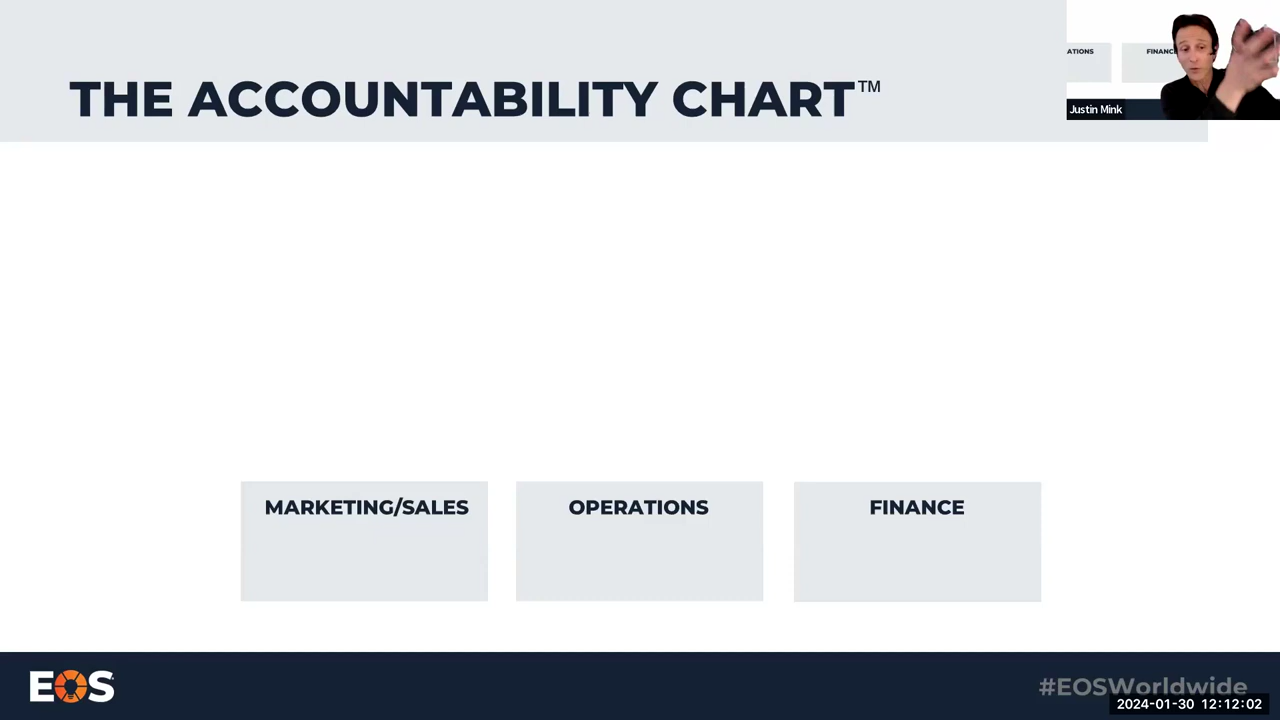 THE ACCOUNTABILITY CHART™
ATIONS
FINANC
Justin Mink
MARKETING/SALES
OPERATIONS
FINANCE
EOS
#EOSWorldwide
2024-01-30 12:12:02